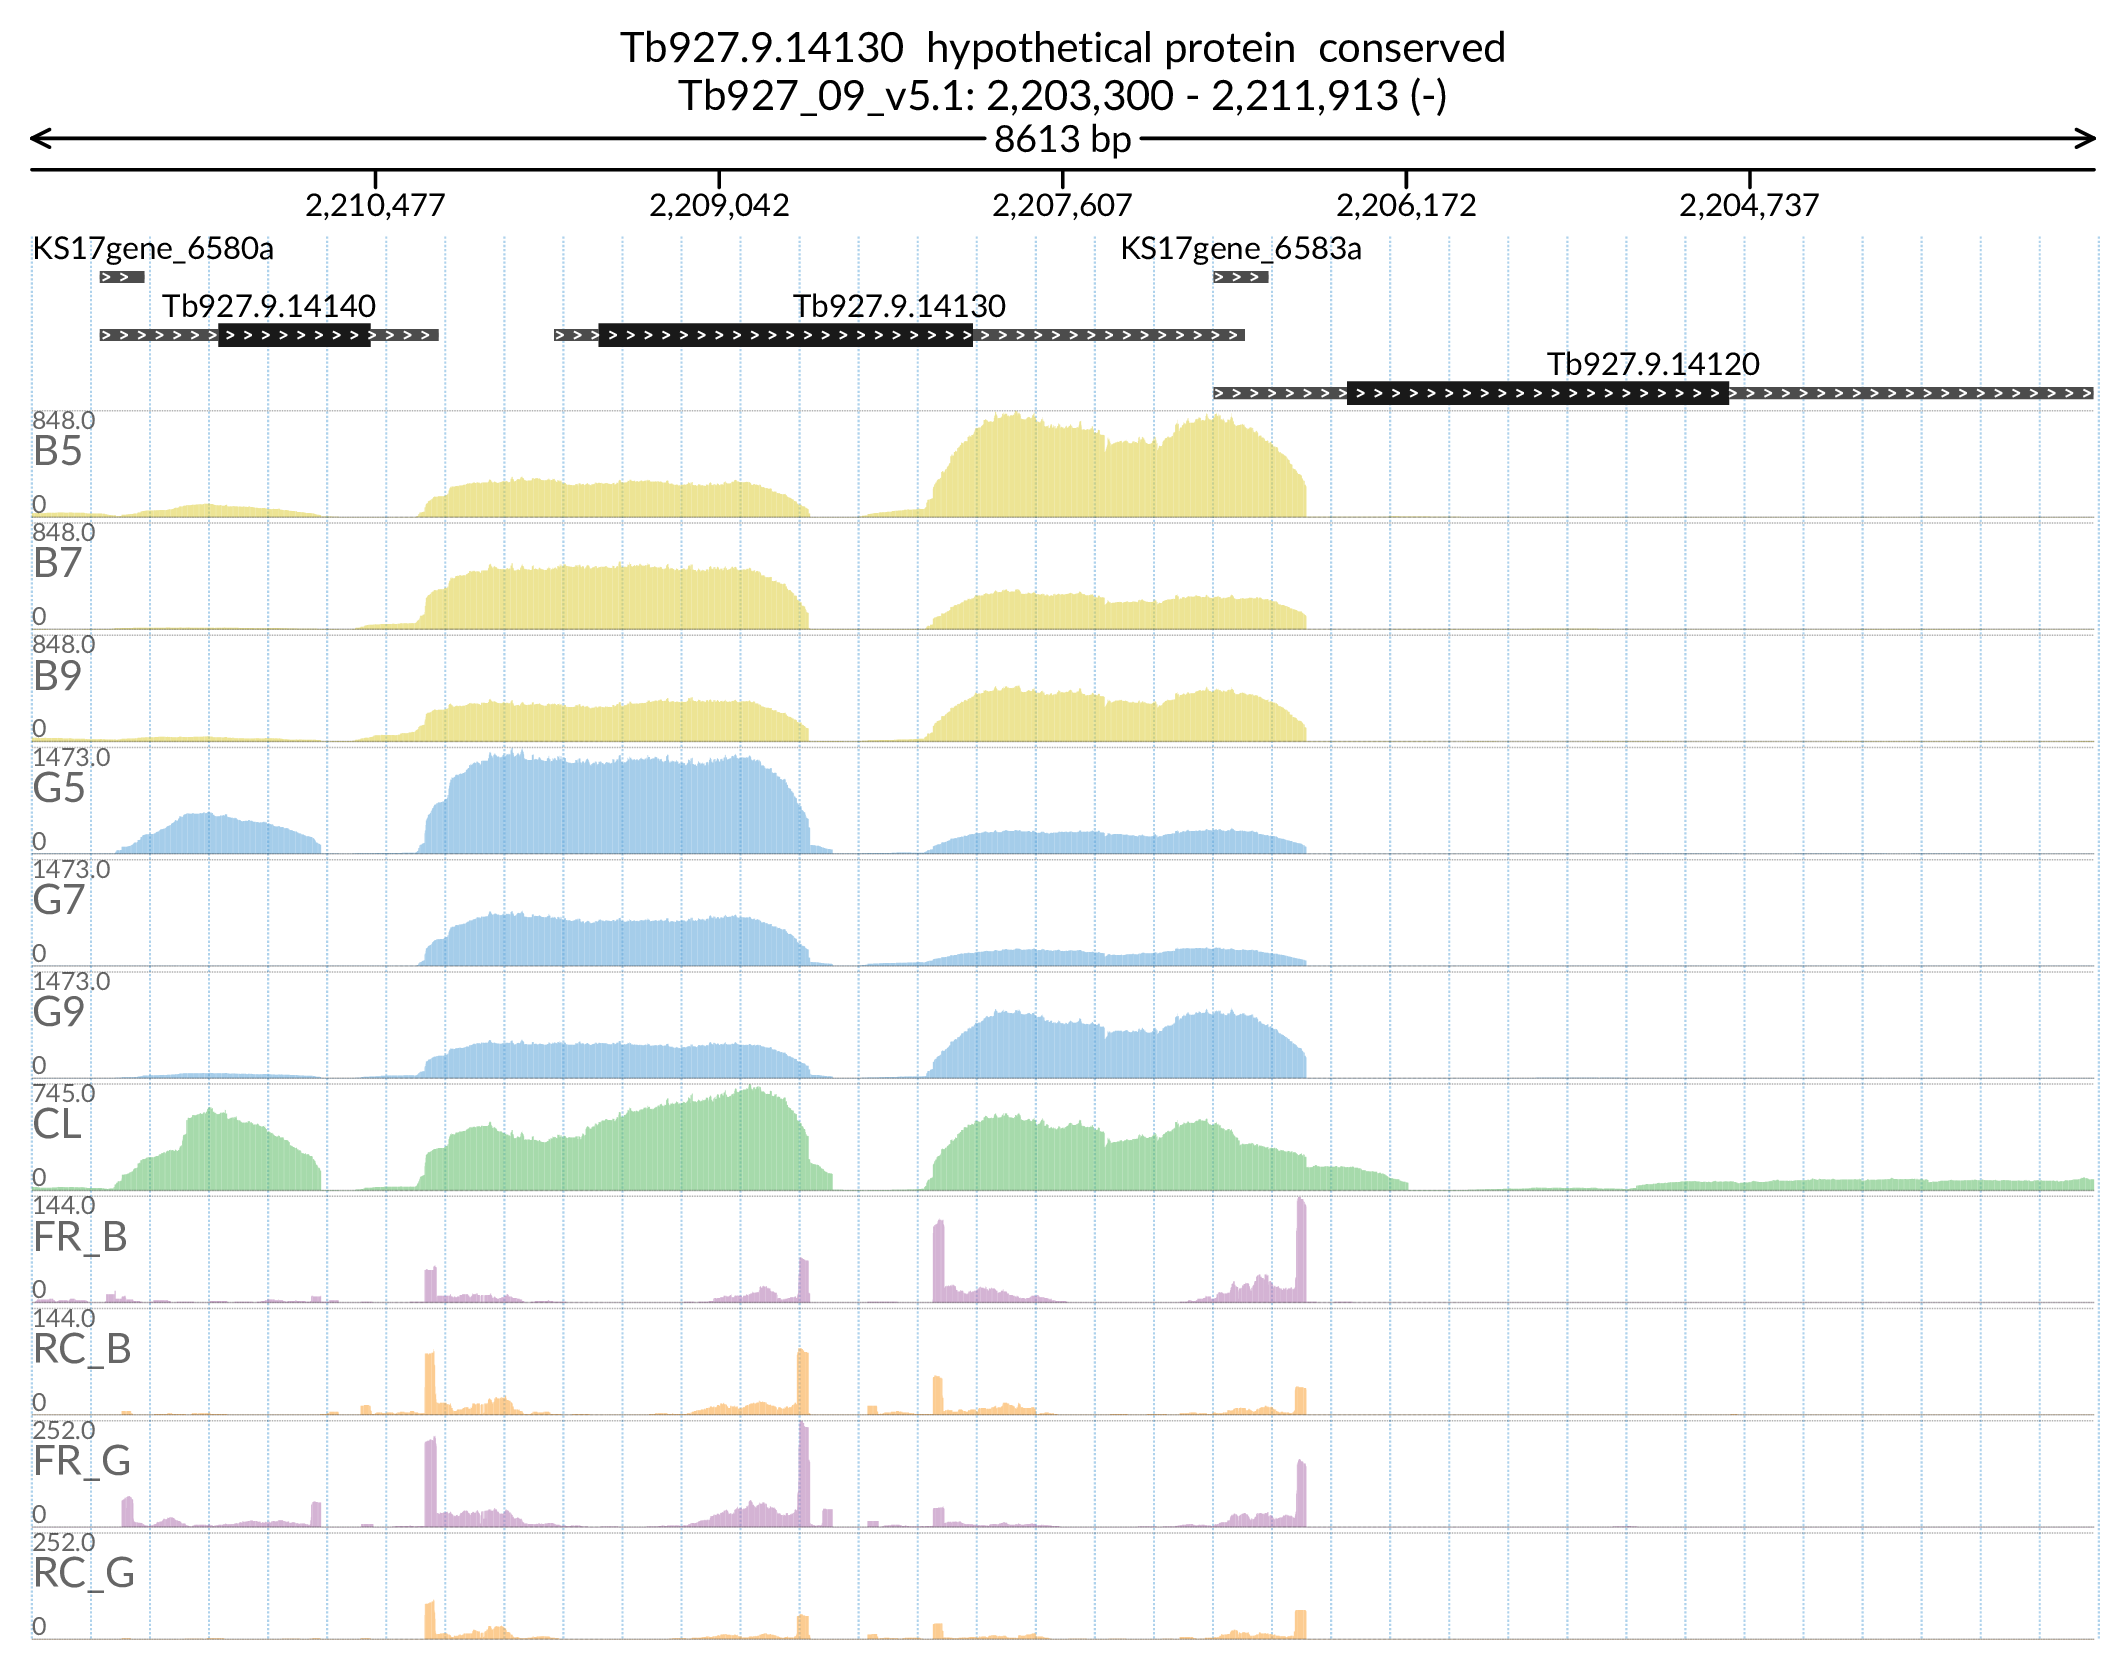 Tb927.9.14130  hypothetical protein  conserved
Tb927_09_v5.1: 2,203,300 - 2,211,913 (-)
8613 bp
2,210,477 2,209,042 2,207,607 2,206,172 2,204,737
KS17gene_6580a KS17gene_6583a
Tb927.9.14140 Tb927.9.14130
Tb927.9.14120
848.0
B5
0
848.0
B7
0
848.0
B9
0
1473.0
G5
0
1473.0
G7
0
1473.0
G9
0
745.0
CL
0
144.0
FR_B
0
144.0
RC_B
0
252.0
FR_G
0
252.0
RC_G
0